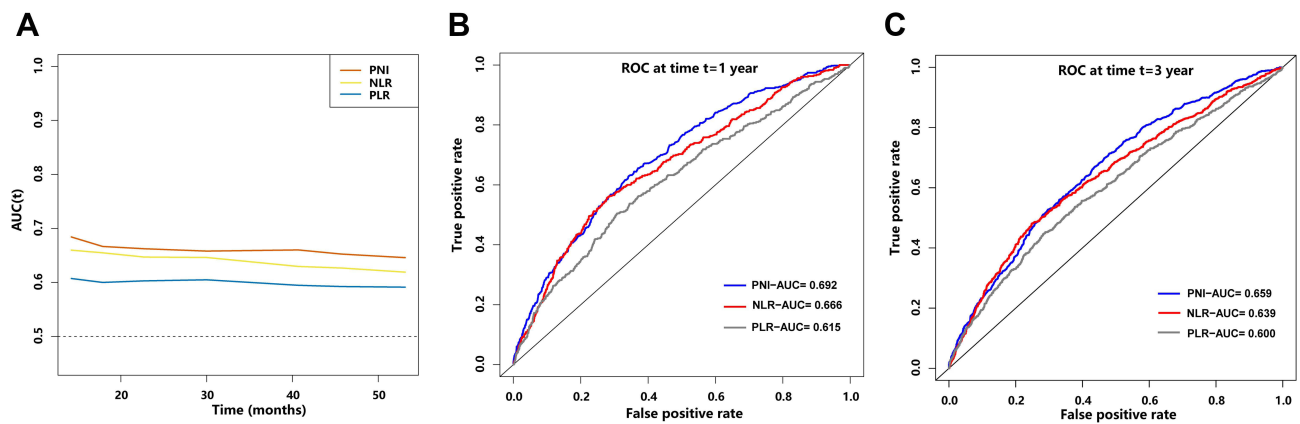 A
1.0
0.9
0.8
0.7
0.6
0.5
AUC(t)
PNI
NLR
PLR
20 30 40 50
Time (months)
B
ROC at time t=1 year
1.0
0.8
0.6
0.4
0.2
0.0
True positive rate
PNI−AUC= 0.692
NLR−AUC= 0.666
PLR−AUC= 0.615
0.0 0.2 0.4 0.6 0.8 1.0
False positive rate
C
ROC at time t=3 year
1.0
0.8
0.6
0.4
0.2
0.0
True positive rate
PNI−AUC= 0.659
NLR−AUC= 0.639
PLR−AUC= 0.600
0.0 0.2 0.4 0.6 0.8 1.0
False positive rate